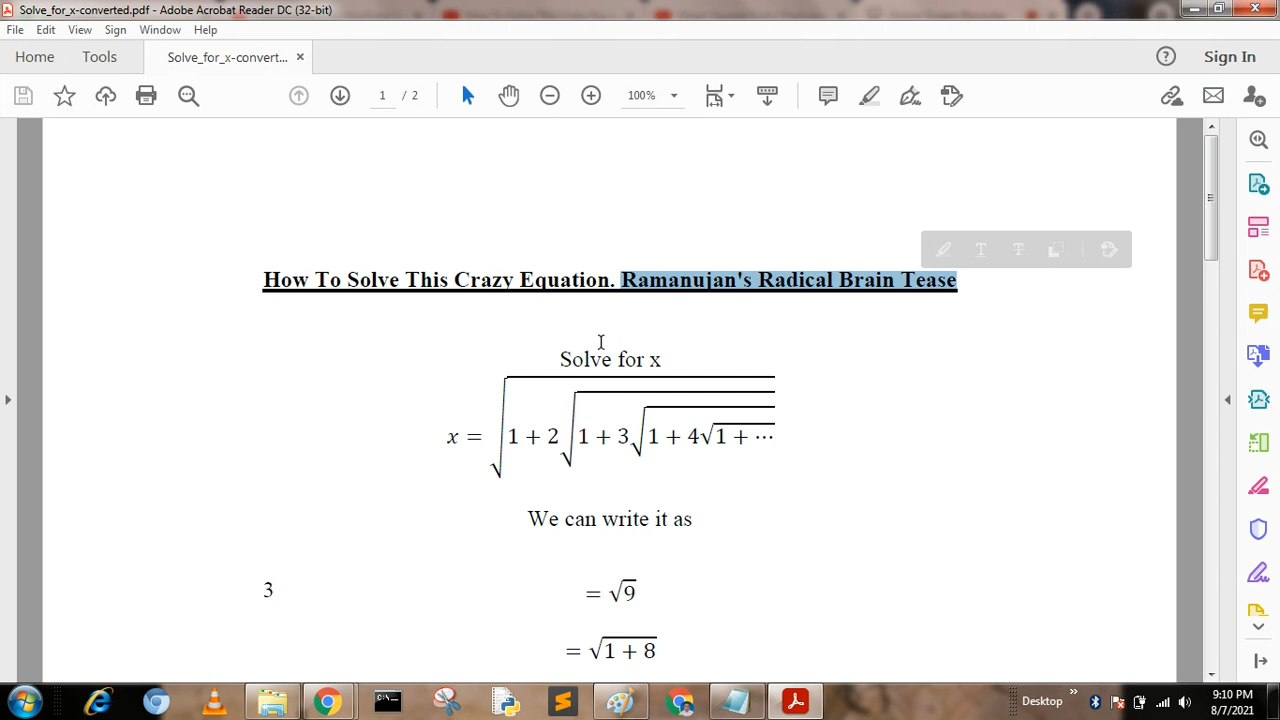 Solve_for_x-converted.pdf - Adobe Acrobat Reader DC (32-bit)
File Edit View Sign Window Help
Home Tools Solve_for_x-convert... × Sign In
1 / 2 100%
How To Solve This Crazy Equation. Ramanujan's Radical Brain Tease
Solve for x
x = √1 + 2√1 + 3√1 + 4√1 + ⋯
We can write it as
3 = √9
= √1 + 8
Desktop » 9:10 PM
8/7/2021